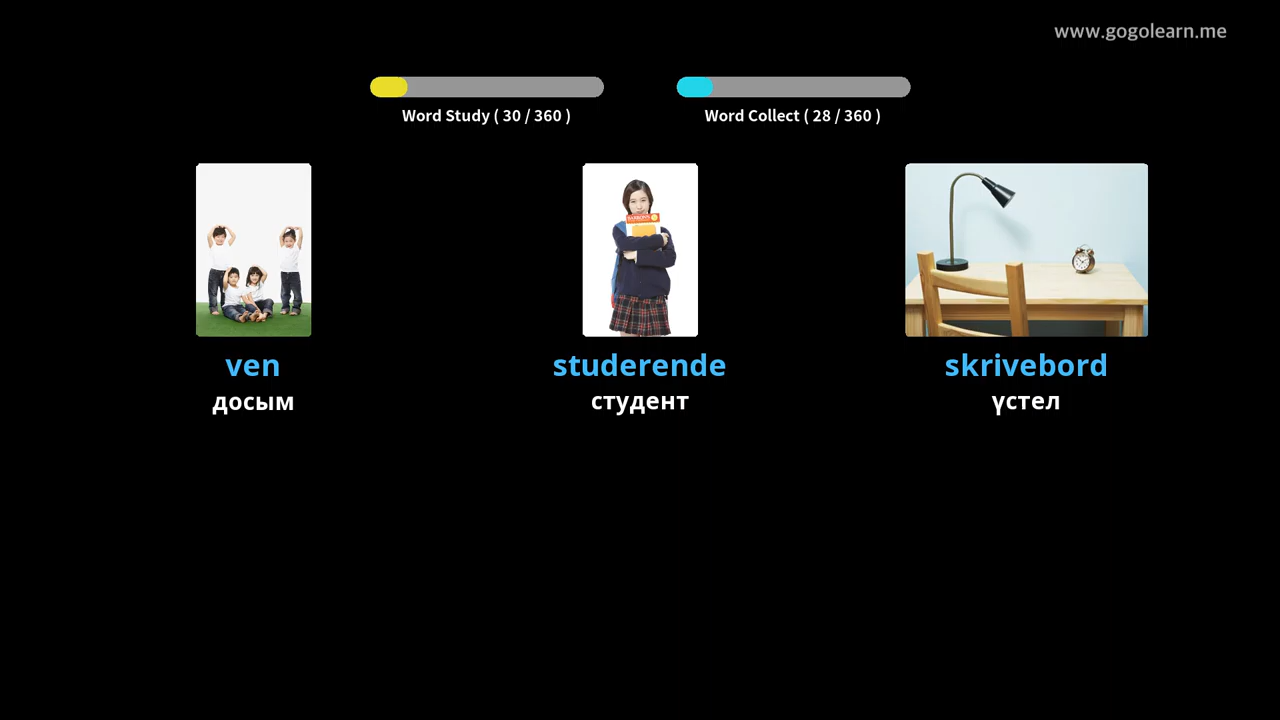 www.gogolearn.me
Word Study ( 30 / 360 )
Word Collect ( 28 / 360 )
ven
studerende
skrivebord
досым
студент
үстел